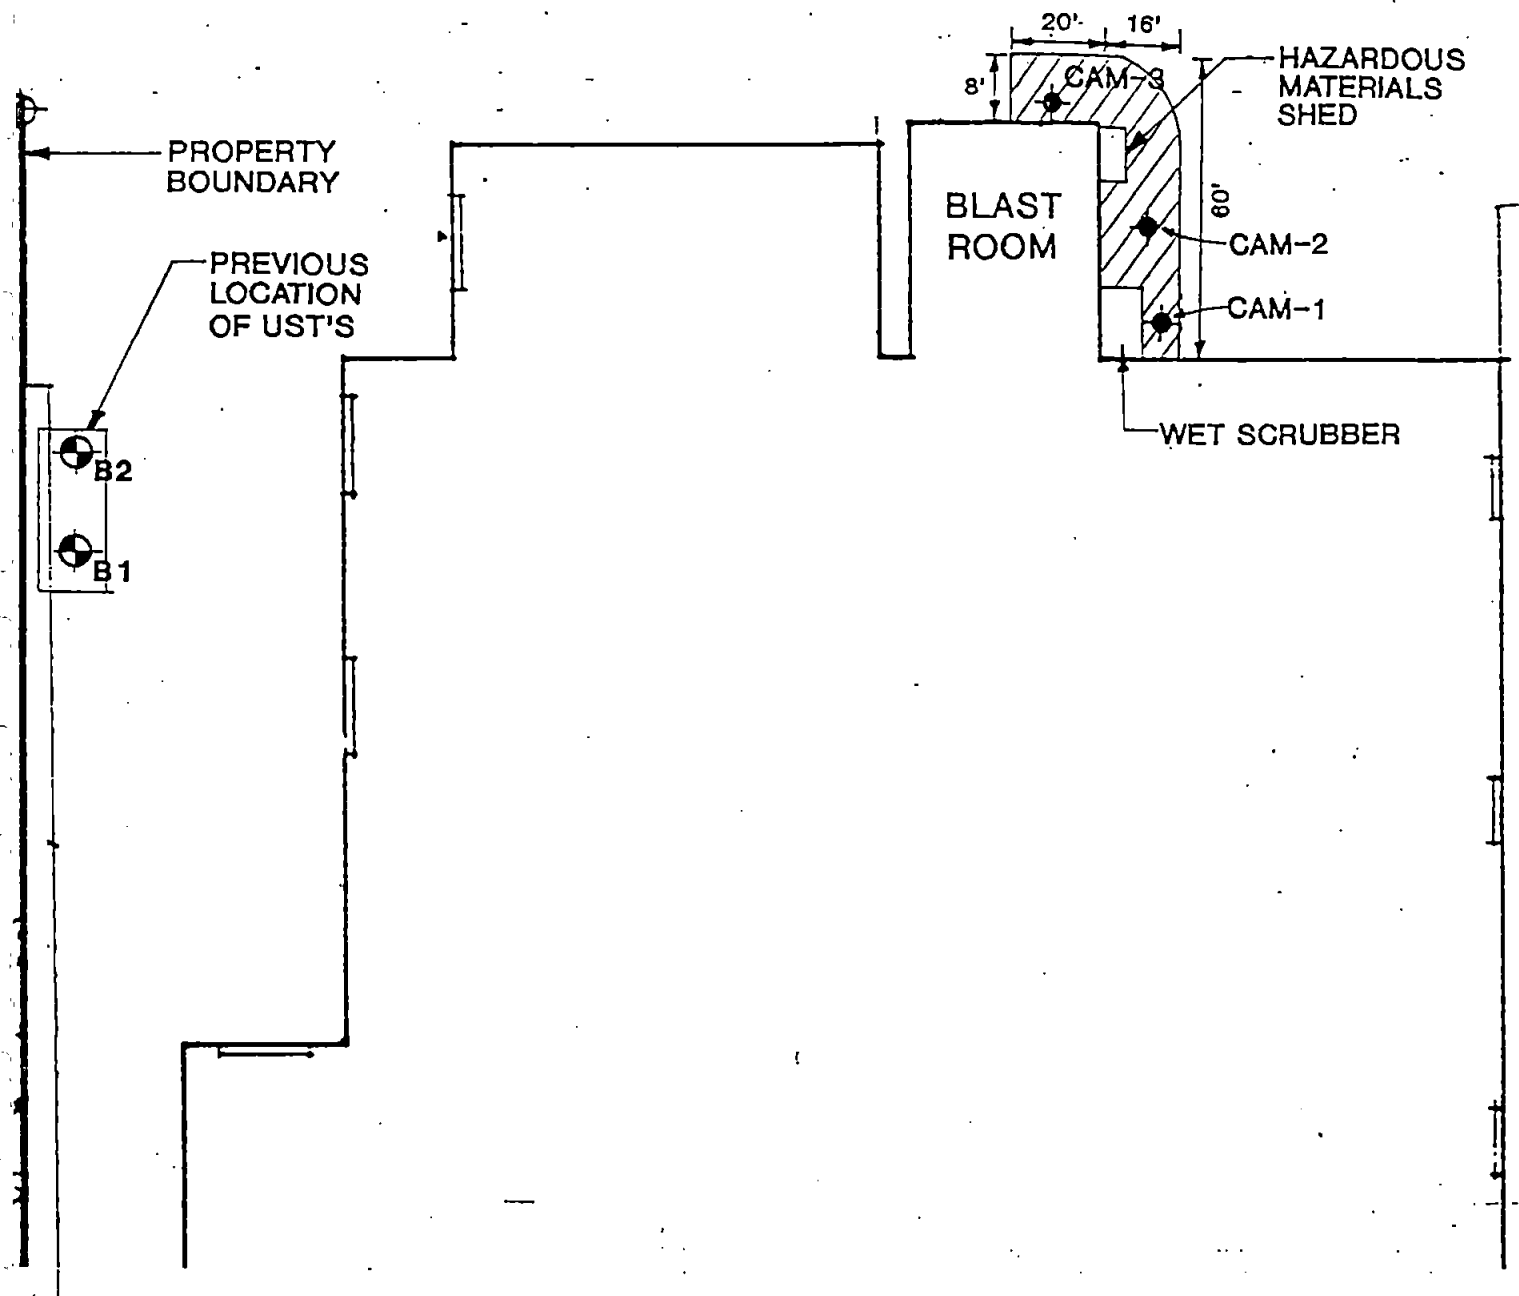 20'
16'
8'
CAM-3
HAZARDOUS
MATERIALS
SHED
PROPERTY
BOUNDARY
BLAST
ROOM
60'
CAM-2
PREVIOUS
LOCATION
OF UST'S
CAM-1
WET SCRUBBER
B2
B1